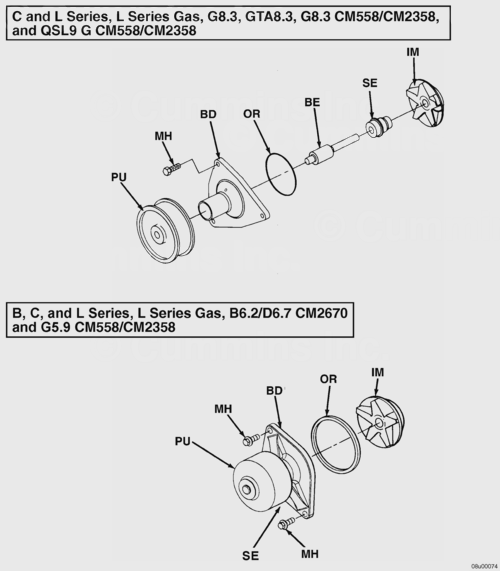 C and L Series, L Series Gas, G8.3, GTA8.3, G8.3 CM558/CM2358,
and QSL9 G CM558/CM2358
IM
SE
BE
OR
BD
MH
PU
B, C, and L Series, L Series Gas, B6.2/D6.7 CM2670
and G5.9 CM558/CM2358
IM
OR
BD
MH
PU
SE
MH
08u00074